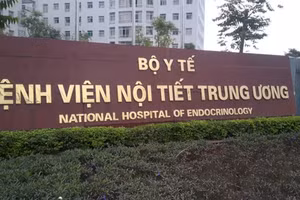 BỘ Y TẾ
ỆNH VIỆN NỘI TIẾT TRUNG ƯƠNG
NATIONAL HOSPITAL OF ENDOCRINOLOGY